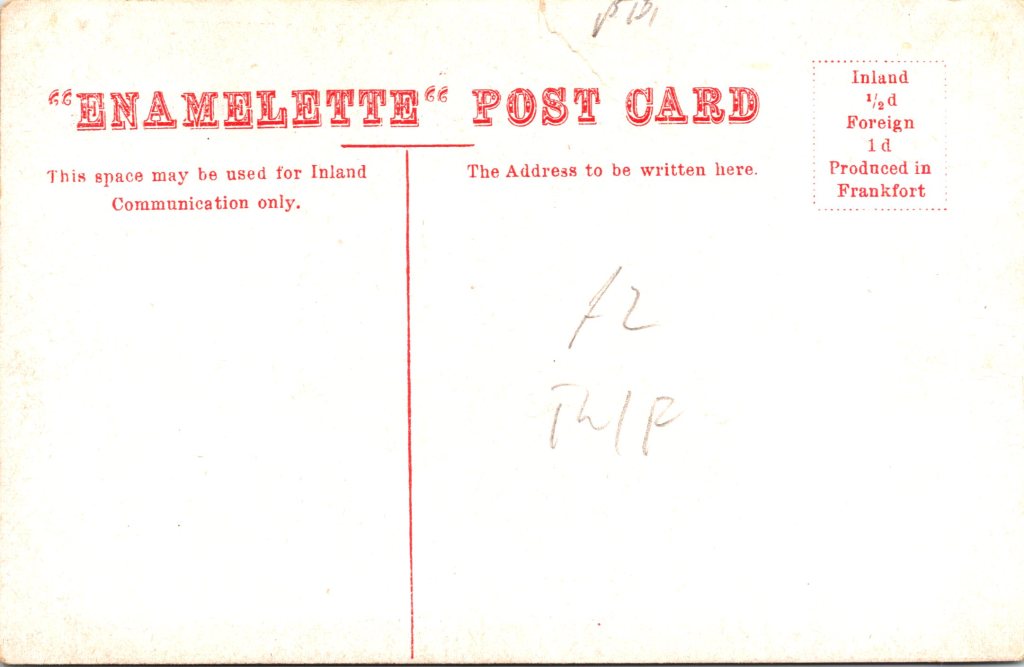 “ENAMELETTE“ POST CARD
This space may be used for Inland
Communication only.
The Address to be written here.
Inland
1/2d
Foreign
1d
Produced in
Frankfort